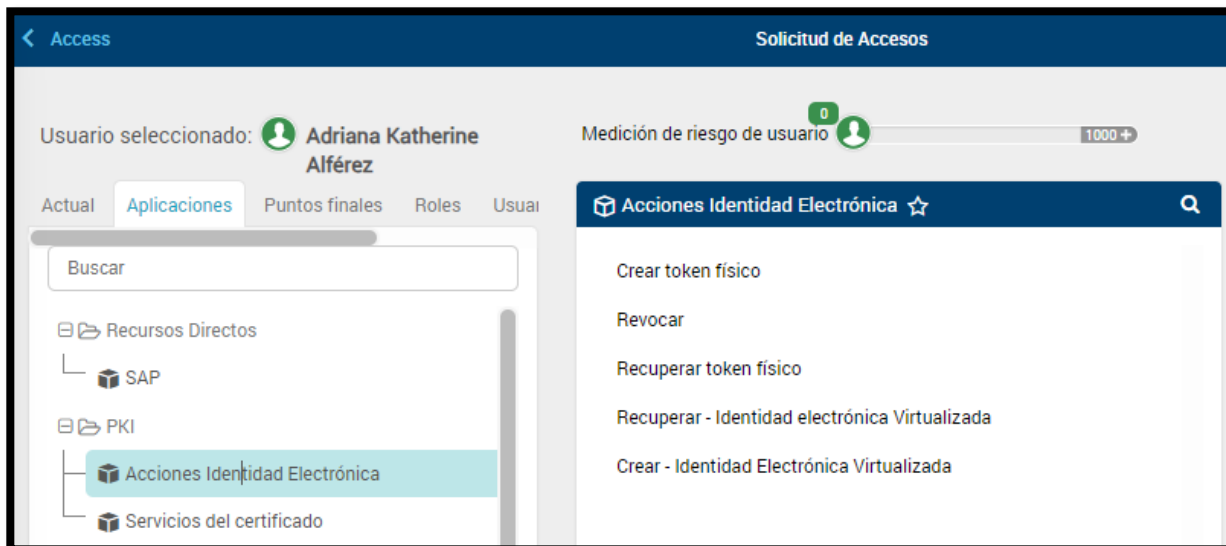 Access
Solicitud de Accesos
Usuario seleccionado: Adriana Katherine
Alférez
Medición de riesgo de usuario
0
1000 +
Actual Aplicaciones Puntos finales Roles
Buscar
Recursos Directos
SAP
PKI
Acciones Identidad Electrónica
Servicios del certificado
Acciones Identidad Electrónica
Crear token físico
Revocar
Recuperar token físico
Recuperar - Identidad electrónica Virtualizada
Crear - Identidad Electrónica Virtualizada